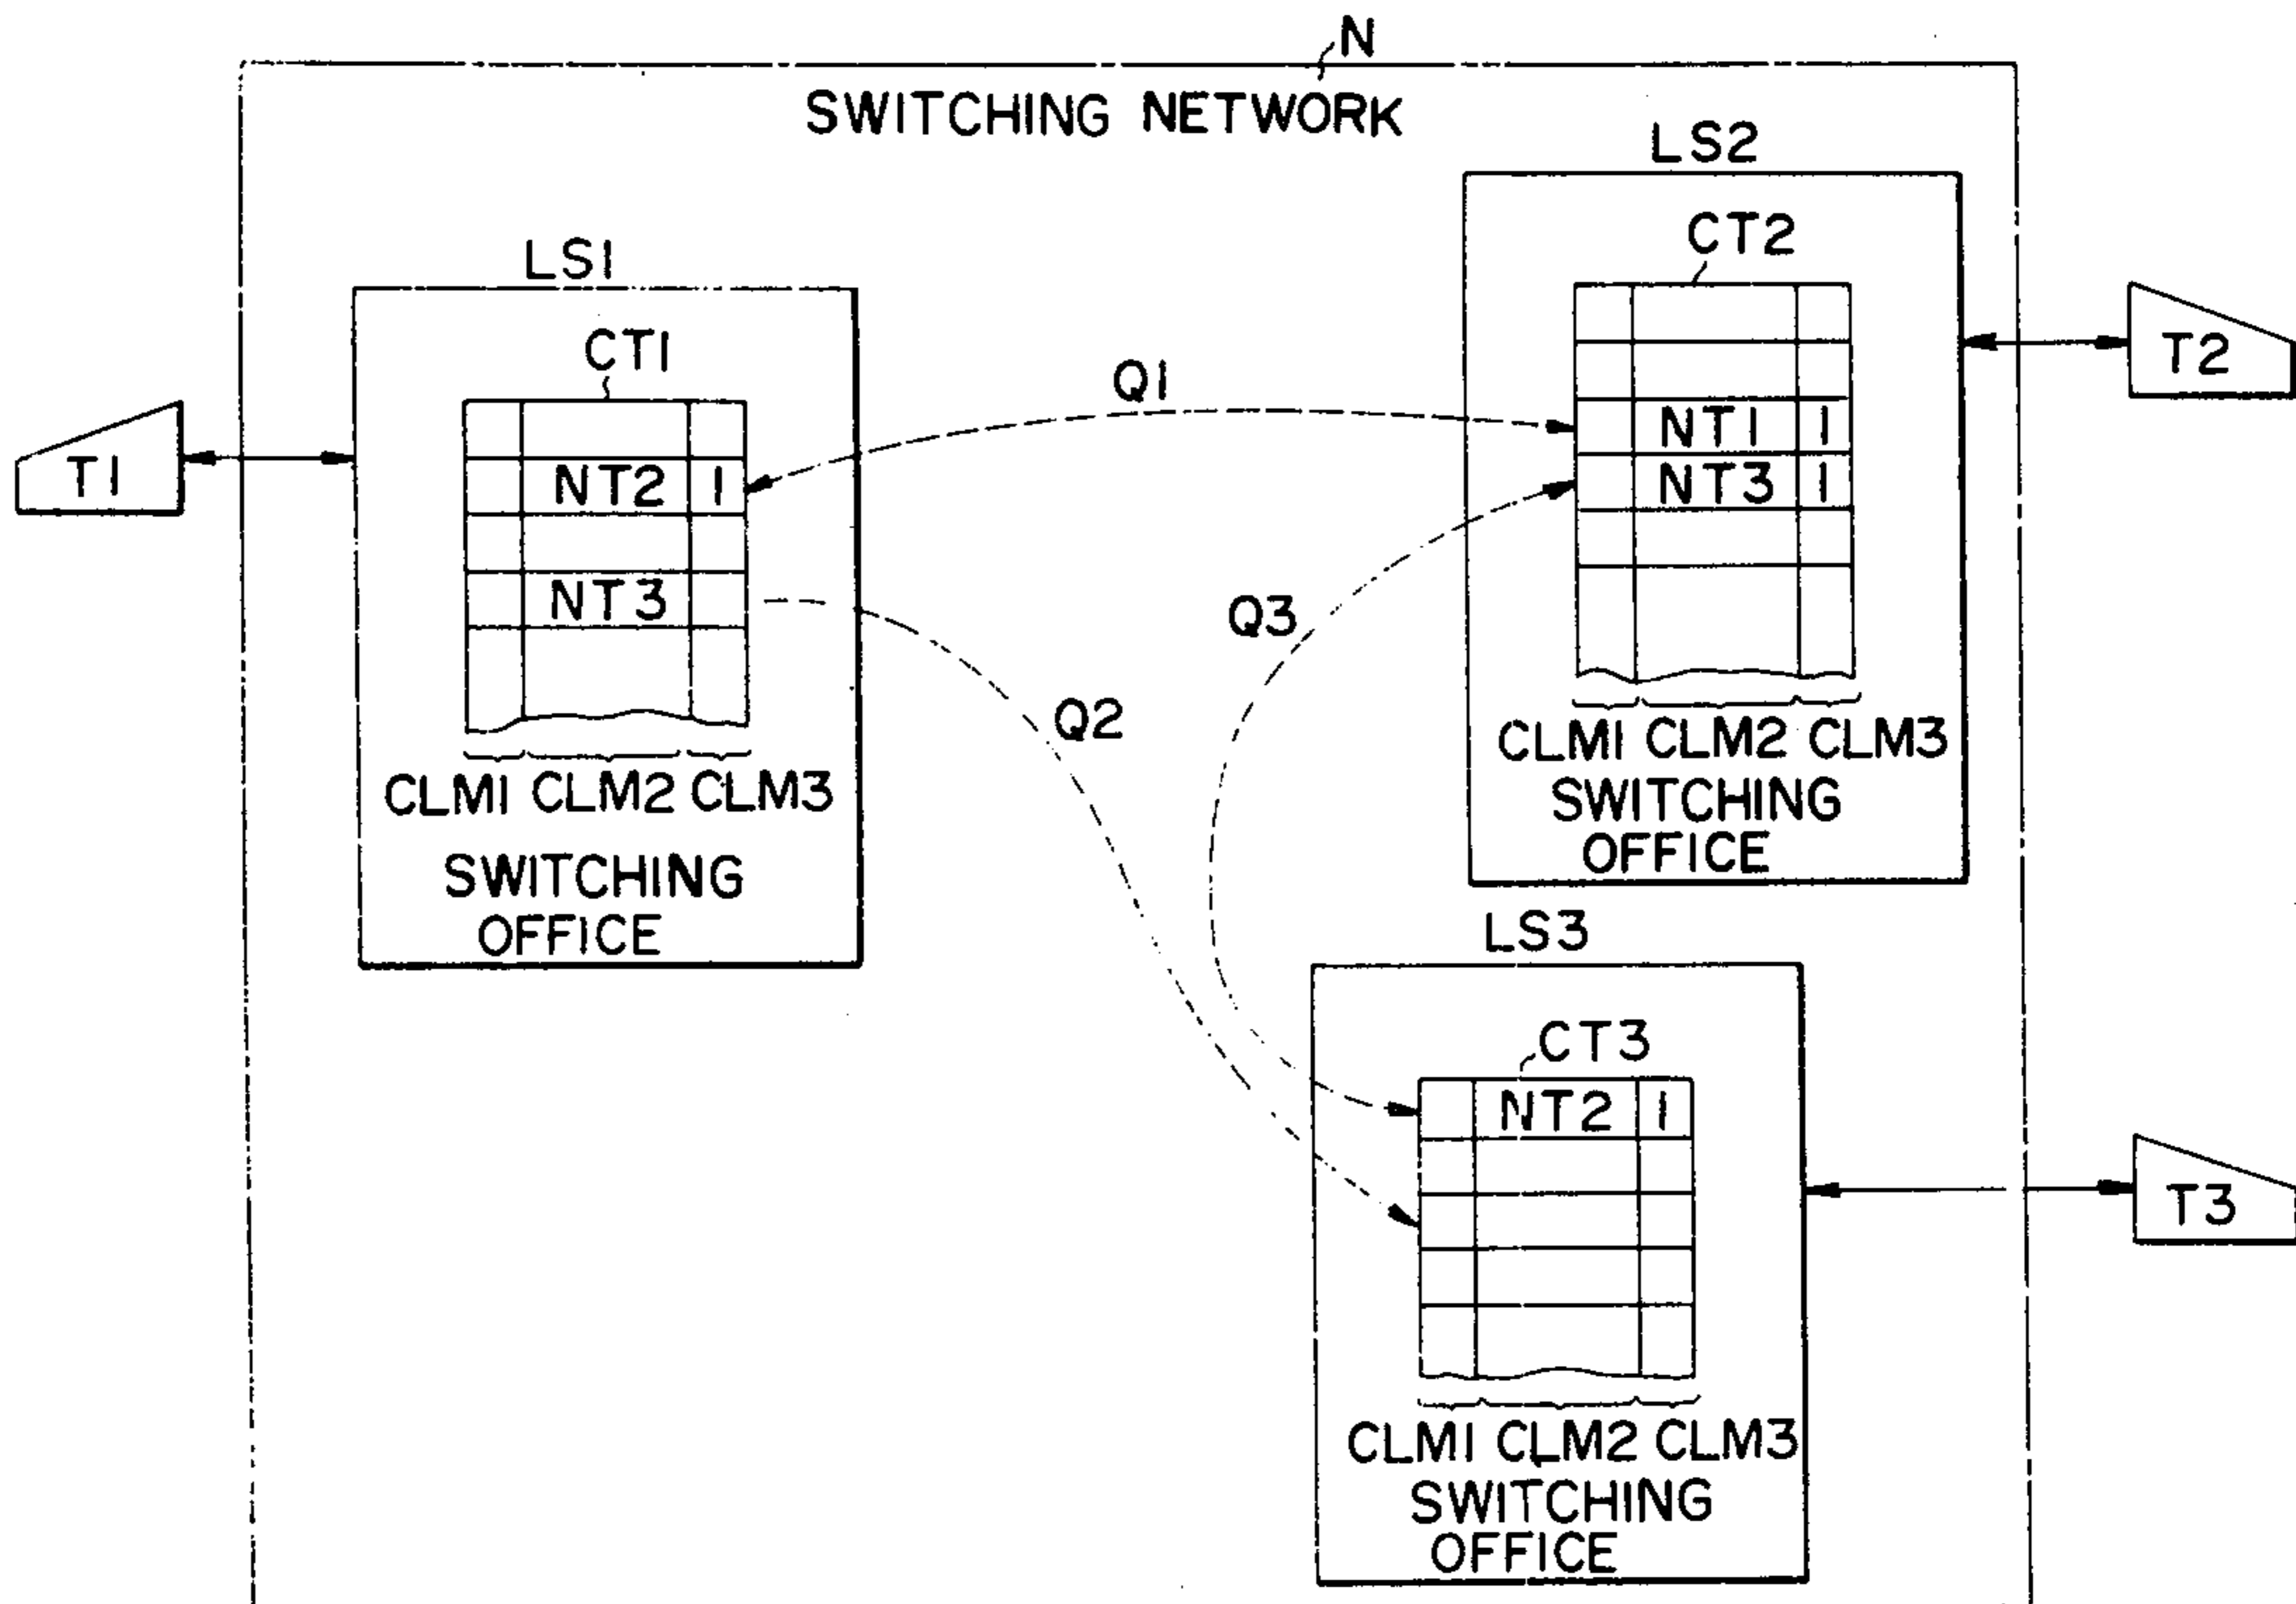 N
SWITCHING NETWORK
LS2
CT2
NT1 1
NT3 1
CLM1 CLM2 CLM3
SWITCHING
OFFICE
T2
LS1
CT1
NT2 1
NT3
CLM1 CLM2 CLM3
SWITCHING
OFFICE
T1
Q1
Q3
Q2
LS3
CT3
NT2 1
CLM1 CLM2 CLM3
SWITCHING
OFFICE
T3